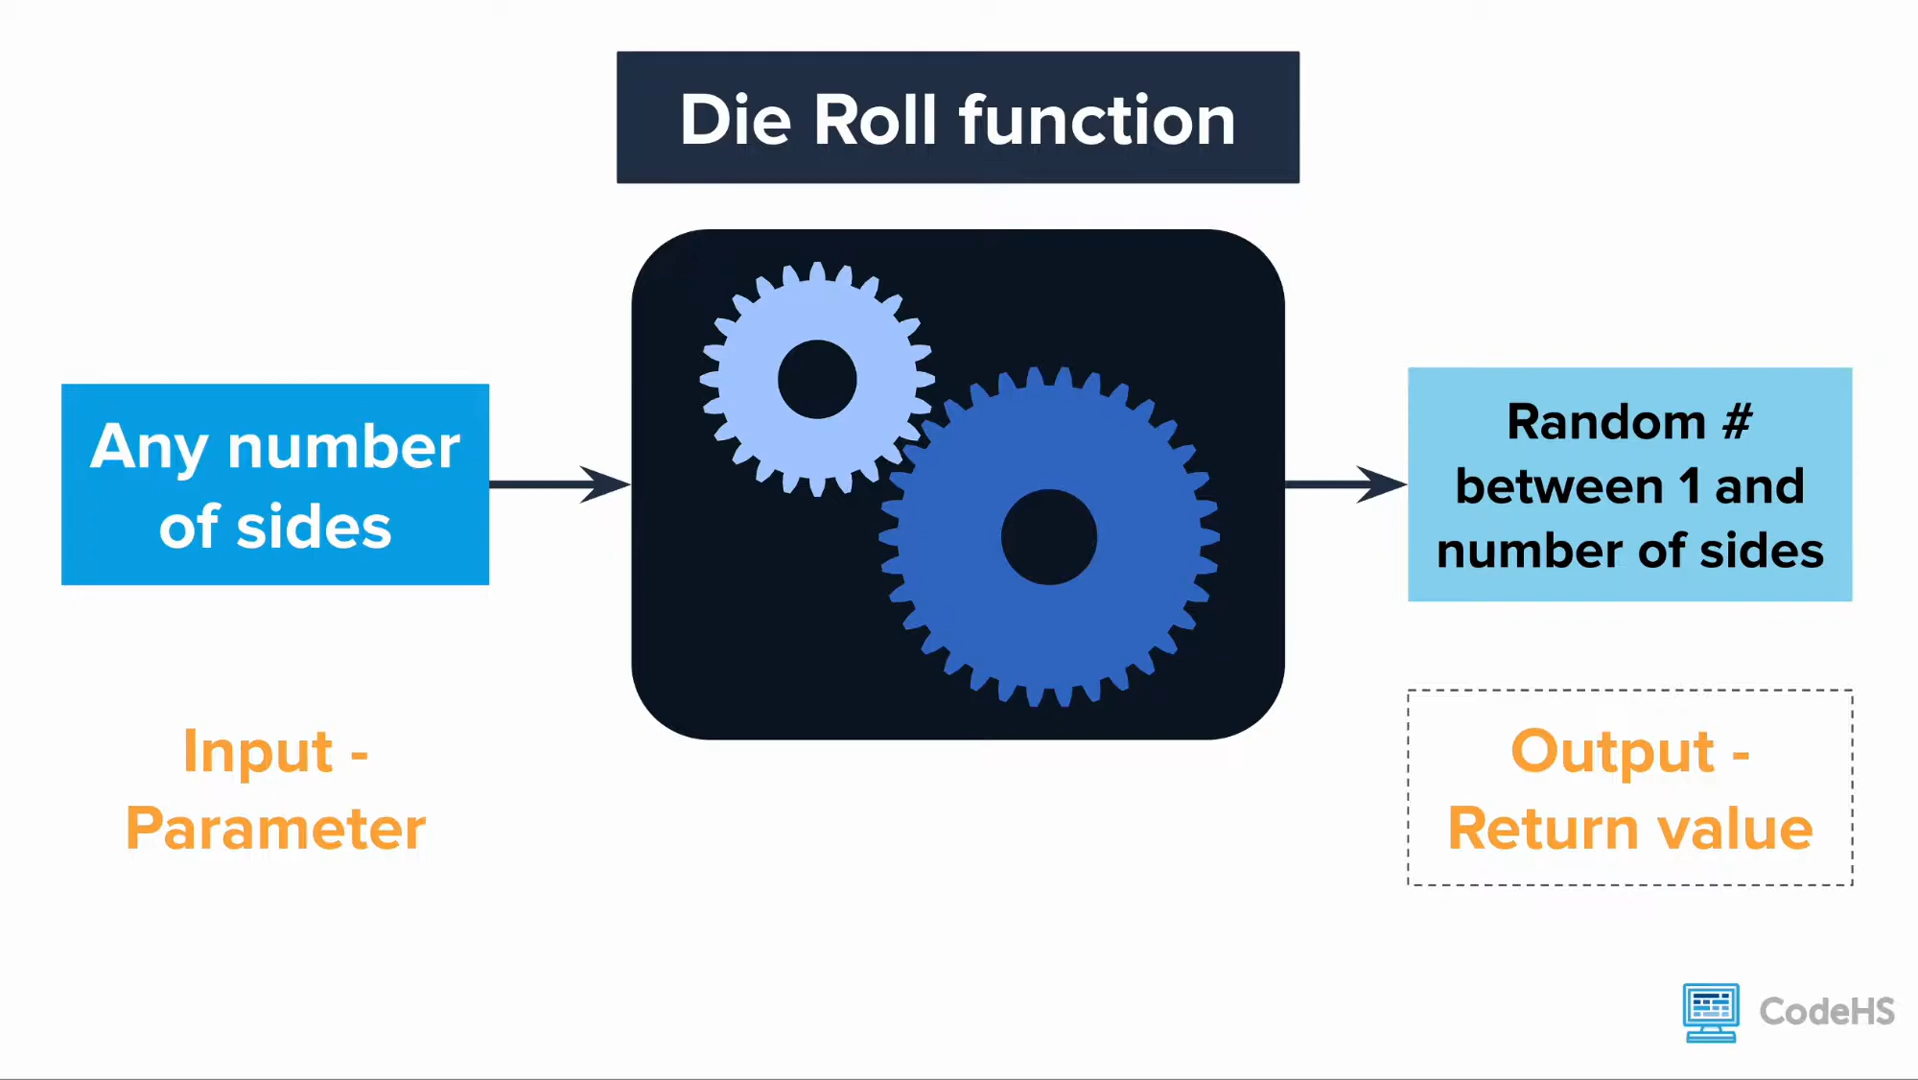 Die Roll function
Any number
of sides
Random #
between 1 and
number of sides
Input -
Parameter
Output -
Return value
CodeHS